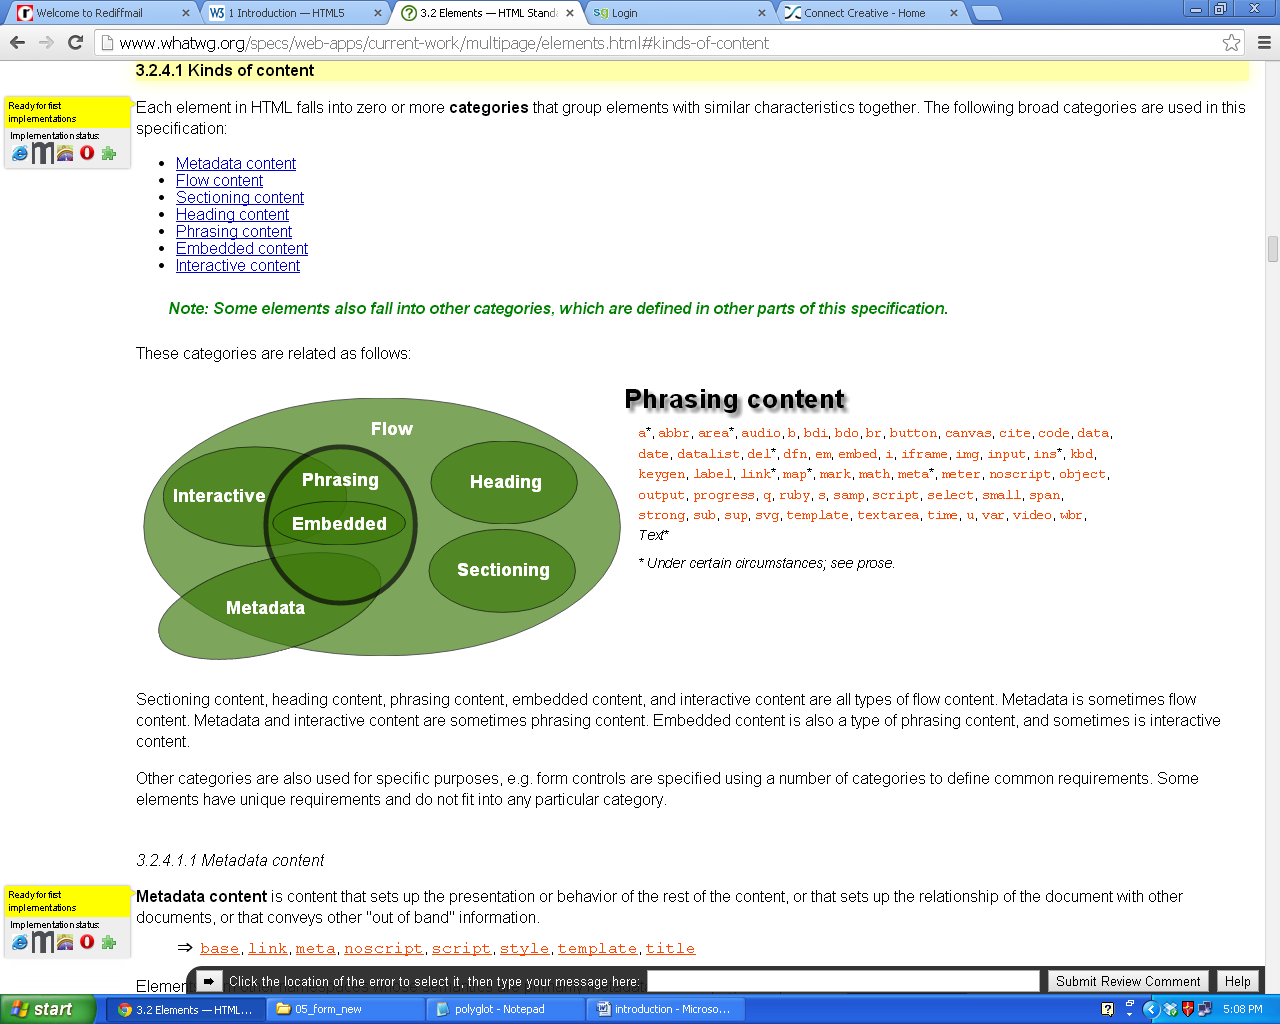 Welcome to Rediffmail
1 Introduction — HTML5
3.2 Elements — HTML Stand
Login
Connect Creative - Home
www.whatwg.org/specs/web-apps/current-work/multipage/elements.html#kinds-of-content
3.2.4.1 Kinds of content
Ready for first
implementations
Implementation status:
Each element in HTML falls into zero or more categories that group elements with similar characteristics together. The following broad categories are used in this
specification:
Metadata content
Flow content
Sectioning content
Heading content
Phrasing content
Embedded content
Interactive content
Note: Some elements also fall into other categories, which are defined in other parts of this specification.
These categories are related as follows:
Flow
Phrasing
Interactive
Embedded
Heading
Sectioning
Metadata
Phrasing content
a*, abbr, area*, audio, b, bdi, bdo, br, button, canvas, cite, code, data,
date, datalist, del*, dfn, em, embed, i, iframe, img, input, ins*, kbd,
keygen, label, link*, map*, mark, math, meta*, meter, noscript, object,
output, progress, q, ruby, s, samp, script, select, small, span,
strong, sub, sup, svg, template, textarea, time, u, var, video, wbr,
Text*
* Under certain circumstances; see prose.
Sectioning content, heading content, phrasing content, embedded content, and interactive content are all types of flow content. Metadata is sometimes flow
content. Metadata and interactive content are sometimes phrasing content. Embedded content is also a type of phrasing content, and sometimes is interactive
content.
Other categories are also used for specific purposes, e.g. form controls are specified using a number of categories to define common requirements. Some
elements have unique requirements and do not fit into any particular category.
3.2.4.1.1 Metadata content
Ready for first
implementations
Implementation status:
Metadata content is content that sets up the presentation or behavior of the rest of the content, or that sets up the relationship of the document with other
documents, or that conveys other "out of band" information.
⇒ base, link, meta, noscript, script, style, template, title
Click the location of the error to select it, then type your message here:
Submit Review Comment
Help
start
3.2 Elements — HTML...
05_form_new
polyglot - Notepad
introduction - Microso...
5:08 PM